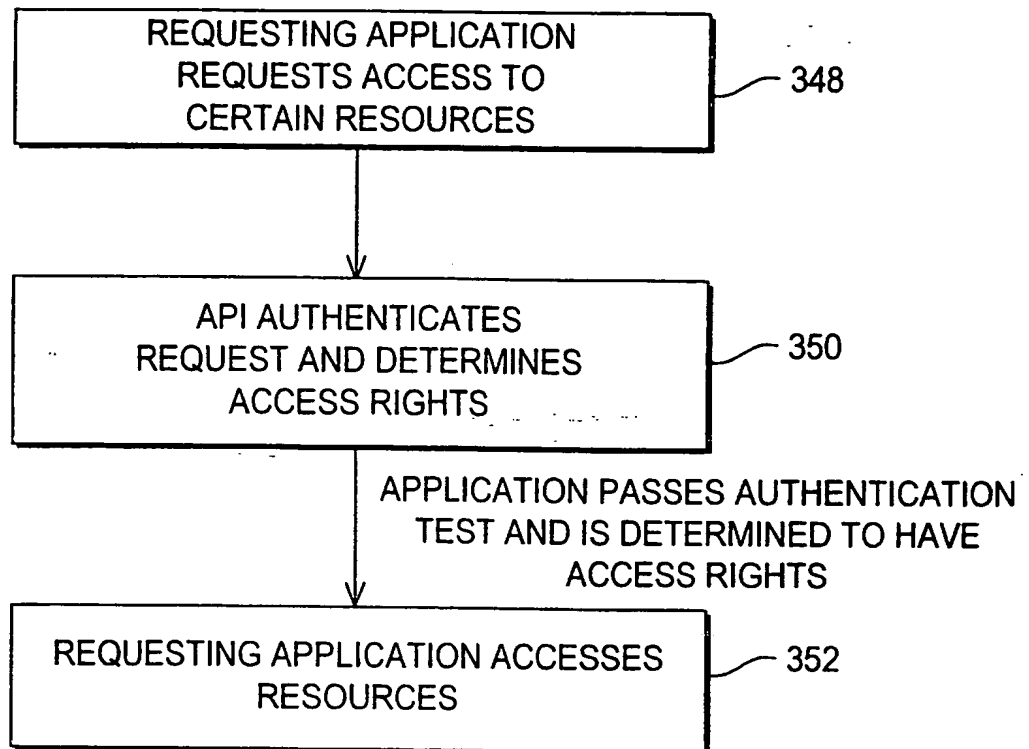 REQUESTING APPLICATION
REQUESTS ACCESS TO
CERTAIN RESOURCES
348
API AUTHENTICATES
REQUEST AND DETERMINES
ACCESS RIGHTS
350
APPLICATION PASSES AUTHENTICATION
TEST AND IS DETERMINED TO HAVE
ACCESS RIGHTS
REQUESTING APPLICATION ACCESSES
RESOURCES
352